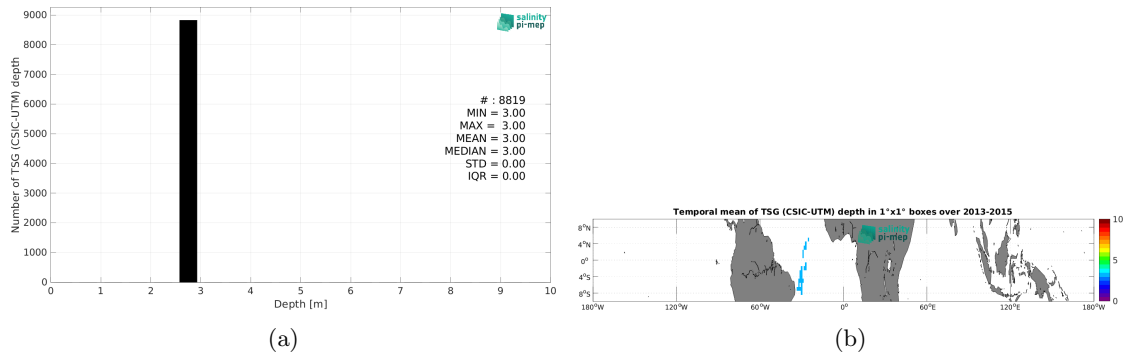 9000
8000
7000
6000
5000
4000
3000
2000
1000
0
Number of TSG (CSIC-UTM) depth
salinity
pi-mep
# : 8819
MIN = 3.00
MAX = 3.00
MEAN = 3.00
MEDIAN = 3.00
STD = 0.00
IQR = 0.00
0 1 2 3 4 5 6 7 8 9 10
Depth [m]
(a)
Temporal mean of TSG (CSIC-UTM) depth in 1°x1° boxes over 2013-2015
salinity
pi-mep
8°N
4°N
0°
4°S
8°S
180°W 120°W 60°W 0° 60°E 120°E 180°W
10
5
0
(b)